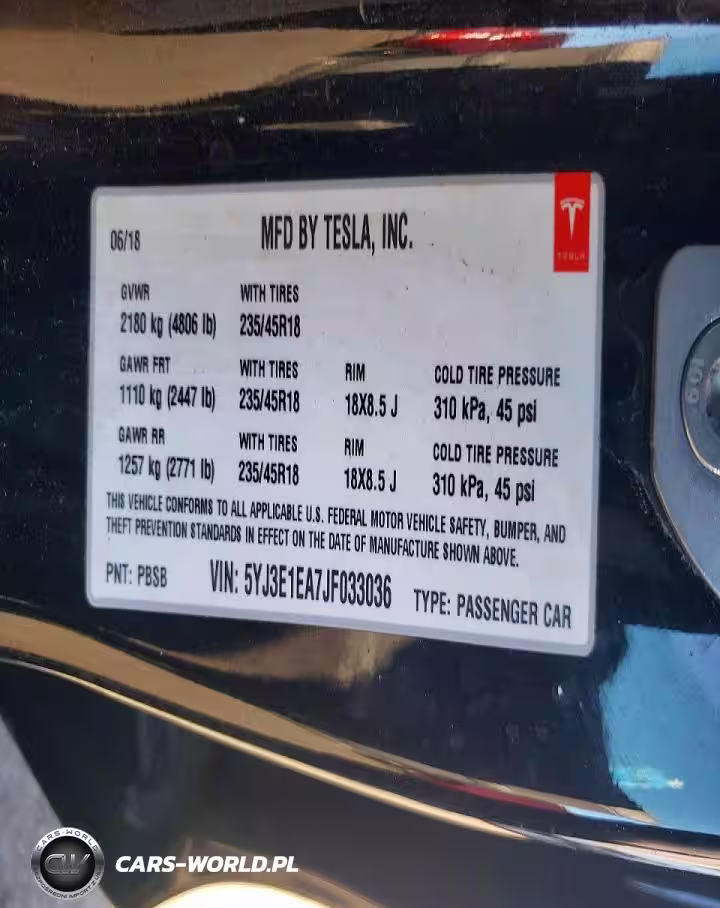 06/18 MFD BY TESLA, INC.
TESLA
GVWR WITH TIRES
2180 kg (4806 lb) 235/45R18
GAWR FRT WITH TIRES RIM COLD TIRE PRESSURE
1110 kg (2447 lb) 235/45R18 18X8.5 J 310 kPa, 45 psi
GAWR RR WITH TIRES RIM COLD TIRE PRESSURE
1257 kg (2771 lb) 235/45R18 18X8.5 J 310 kPa, 45 psi
THIS VEHICLE CONFORMS TO ALL APPLICABLE U.S. FEDERAL MOTOR VEHICLE SAFETY, BUMPER, AND
THEFT PREVENTION STANDARDS IN EFFECT ON THE DATE OF MANUFACTURE SHOWN ABOVE.
PNT: PBSB VIN: 5YJ3E1EA7JF033036 TYPE: PASSENGER CAR
CARS-WORLD
CW
CARS-WORLD.PL